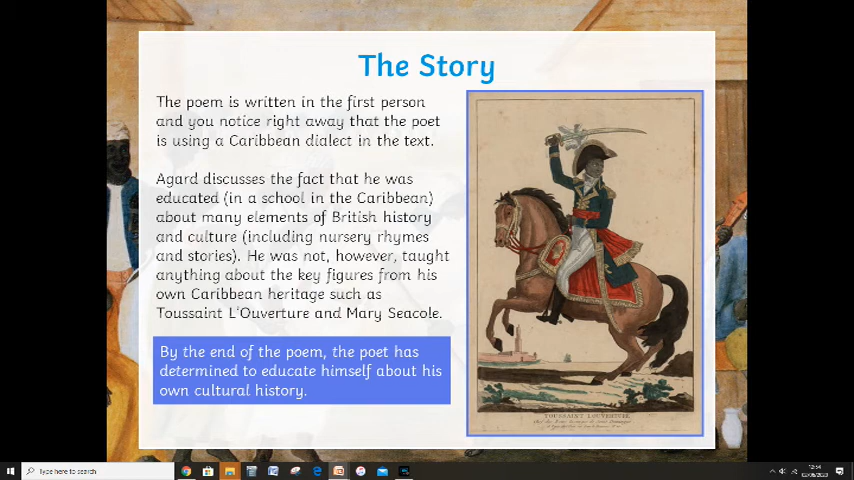 The Story
The poem is written in the first person
and you notice right away that the poet
is using a Caribbean dialect in the text.
Agard discusses the fact that he was
educated (in a school in the Caribbean)
about many elements of British history
and culture (including nursery rhymes
and stories). He was not, however, taught
anything about the key figures from his
own Caribbean heritage such as
Toussaint L'Ouverture and Mary Seacole.
By the end of the poem, the poet has
determined to educate himself about his
own cultural history.
TOUSSAINT LOUVERTURE
Type here to search
12:54